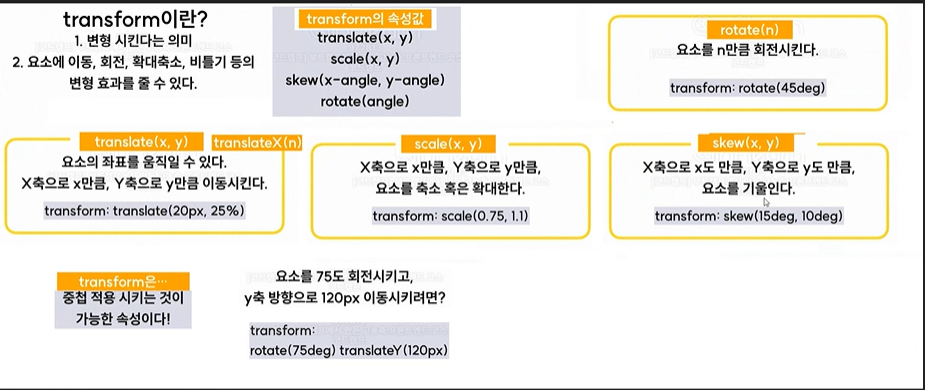 transform이란?
1. 변형 시킨다는 의미
2. 요소에 이동, 회전, 확대축소, 비틀기 등의
변형 효과를 줄 수 있다.
transform의 속성값
translate(x, y)
scale(x, y)
skew(x-angle, y-angle)
rotate(angle)
rotate(n)
요소를 n만큼 회전시킨다.
transform: rotate(45deg)
translate(x, y)
translateX(n)
요소의 좌표를 움직일 수 있다.
X축으로 x만큼, Y축으로 y만큼 이동시킨다.
transform: translate(20px, 25%)
scale(x, y)
X축으로 x만큼, Y축으로 y만큼,
요소를 축소 혹은 확대한다.
transform: scale(0.75, 1.1)
skew(x, y)
X축으로 x도 만큼, Y축으로 y도 만큼,
요소를 기울인다.
transform: skew(15deg, 10deg)
transform은…
중첩 적용 시키는 것이
가능한 속성이다!
요소를 75도 회전시키고,
y축 방향으로 120px 이동시키려면?
transform:
rotate(75deg) translateY(120px)